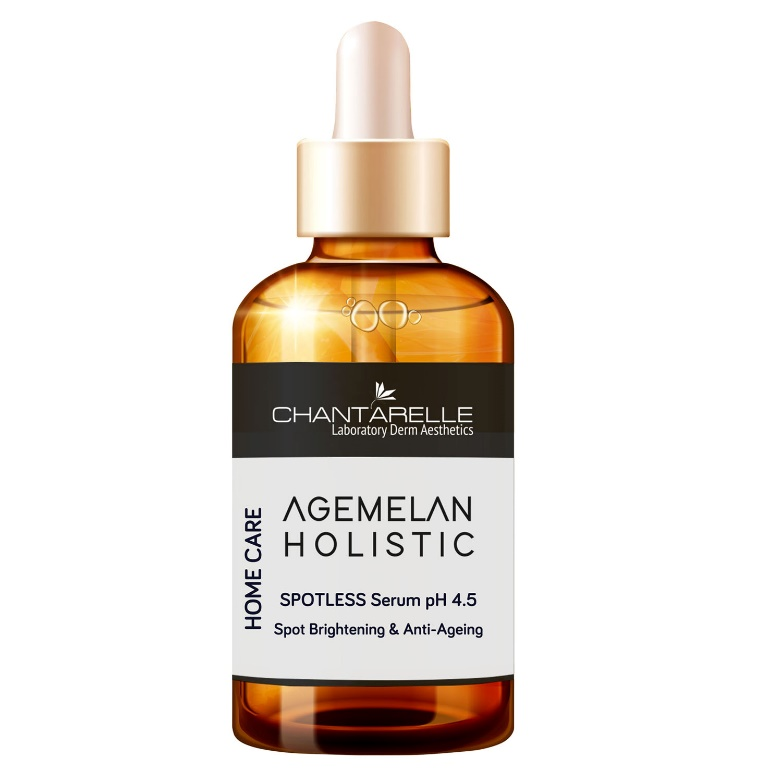 CHANTARELLE
Laboratory Derm Aesthetics
HOME CARE
AGEMELAN
HOLISTIC
SPOTLESS Serum pH 4.5
Spot Brightening & Anti-Ageing